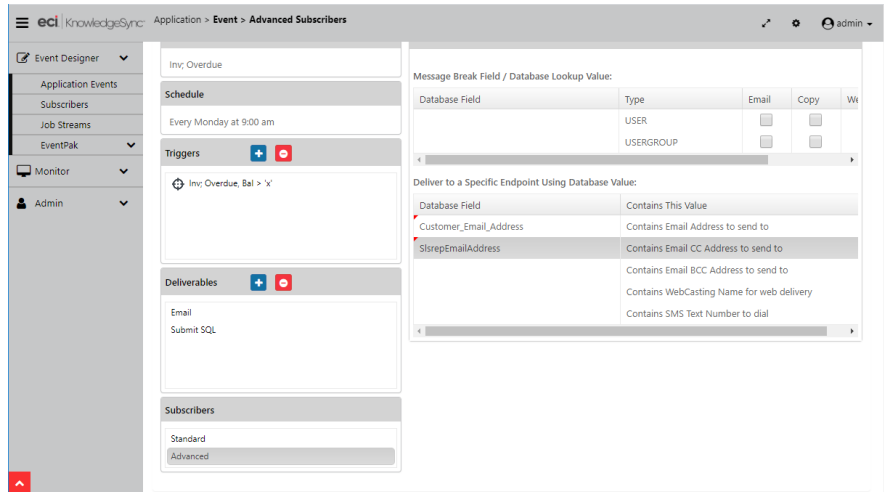 eci KnowledgeSync
Application > Event > Advanced Subscribers
admin
Event Designer
Application Events
Subscribers
Job Streams
EventPak
Monitor
Admin
Inv; Overdue
Schedule
Every Monday at 9:00 am
Triggers
Inv; Overdue, Bal > 'x'
Deliverables
Email
Submit SQL
Subscribers
Standard
Advanced
Message Break Field / Database Lookup Value:
Database Field Type Email Copy We
USER
USERGROUP
Deliver to a Specific Endpoint Using Database Value:
Database Field Contains This Value
Customer_Email_Address Contains Email Address to send to
SlsrepEmailAddress Contains Email CC Address to send to
Contains Email BCC Address to send to
Contains WebCasting Name for web delivery
Contains SMS Text Number to dial